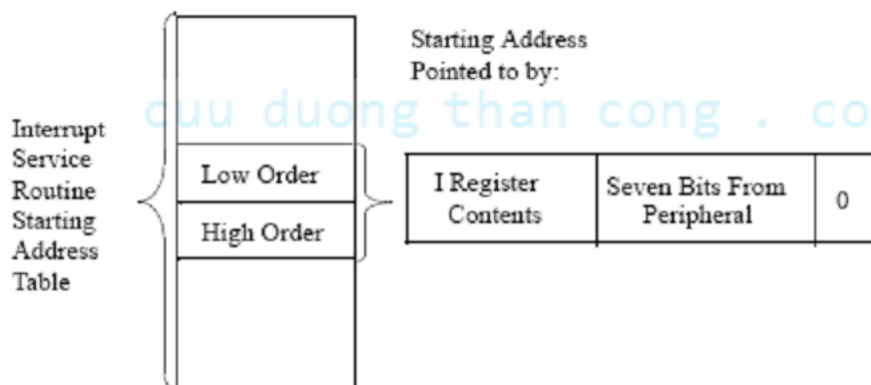 Starting Address
Pointed to by:
cuu duong than cong . co
Interrupt
Service
Routine
Starting
Address
Table
Low Order
High Order
I Register
Contents
Seven Bits From
Peripheral
0